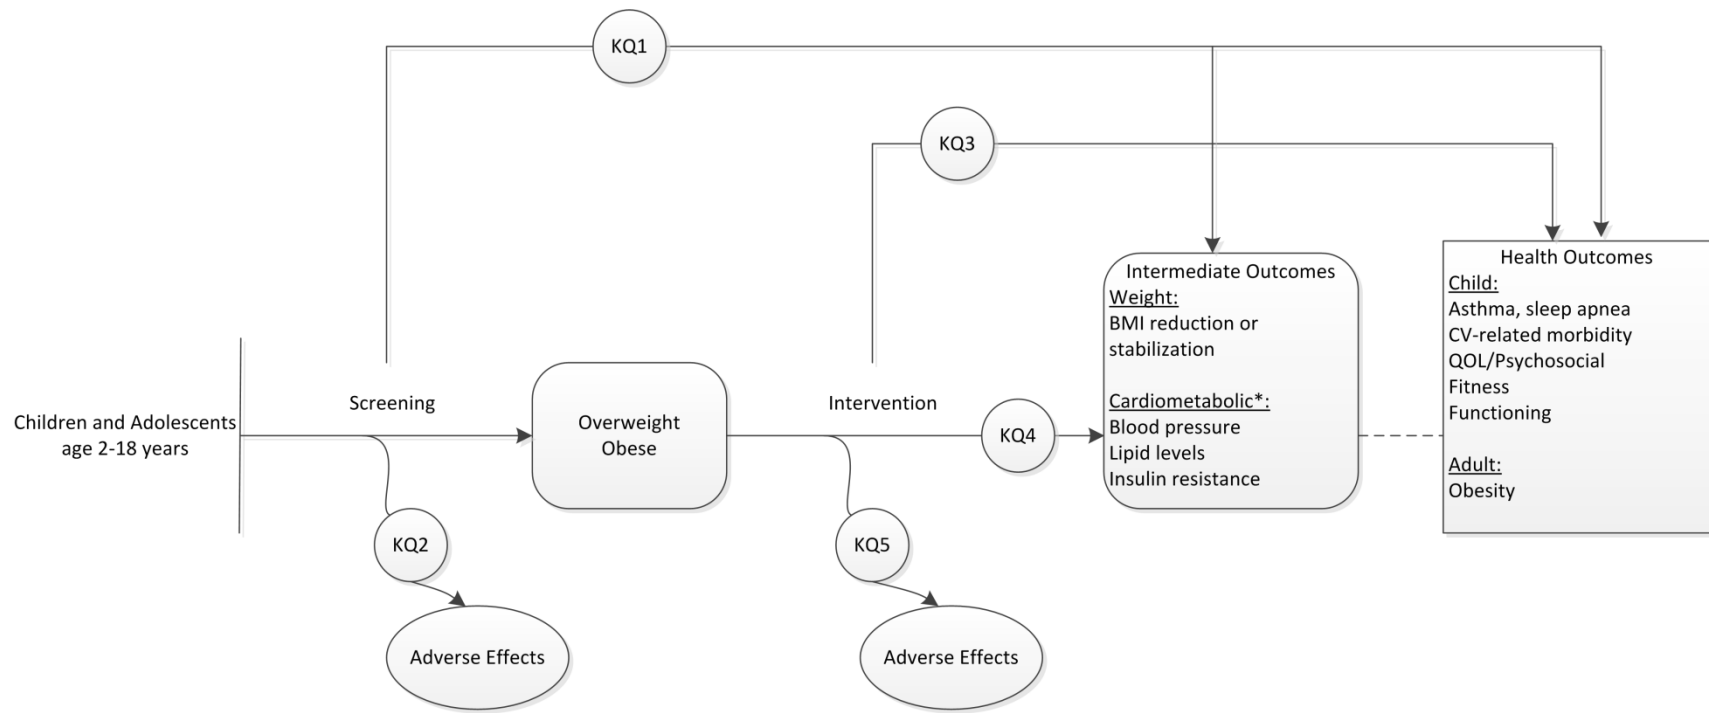 KQ1
KQ3
Children and Adolescents
age 2-18 years
Screening
Overweight
Obese
Intervention
KQ4
Intermediate Outcomes
Weight:
BMI reduction or
stabilization
Cardiometabolic*:
Blood pressure
Lipid levels
Insulin resistance
Health Outcomes
Child:
Asthma, sleep apnea
CV-related morbidity
QOL/Psychosocial
Fitness
Functioning
Adult:
Obesity
KQ2
KQ5
Adverse Effects
Adverse Effects